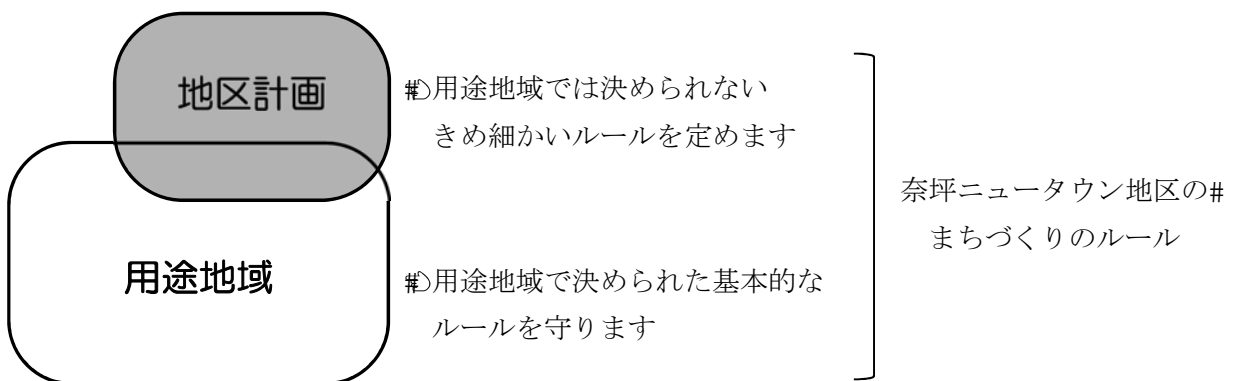 地区計画
用途地域では決められない
きめ細かいルールを定めます
用途地域
用途地域で決められた基本的な
ルールを守ります
奈坪ニュータウン地区の#
まちづくりのルール